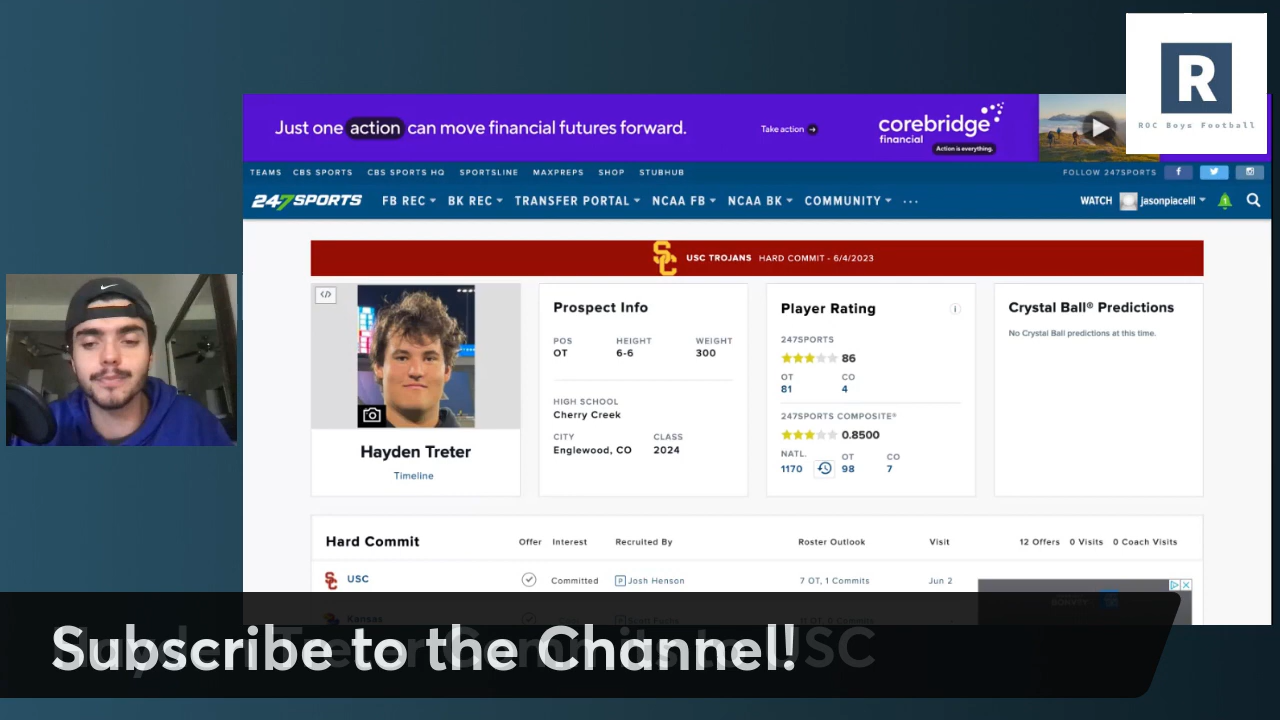 R
ROC Boys Football
Just one action can move financial futures forward.
Take action
corebridge
financial
Action is everything.
TEAMS CBS SPORTS CBS SPORTS HQ SPORTSLINE MAXPREPS SHOP STUBHUB
FOLLOW 247SPORTS
247SPORTS FB REC BK REC TRANSFER PORTAL NCAA FB NCAA BK COMMUNITY ...
WATCH jasonpiacelli 1
SC USC TROJANS HARD COMMIT - 6/4/2023
Hayden Treter
Timeline
Prospect Info
POS HEIGHT WEIGHT
OT 6-6 300
HIGH SCHOOL
Cherry Creek
CITY CLASS
Englewood, CO 2024
Player Rating
247SPORTS
86
OT CO
81 4
247SPORTS COMPOSITE®
0.8500
NATL. OT CO
1170 98 7
Crystal Ball® Predictions
No Crystal Ball predictions at this time.
Hard Commit Offer Interest Recruited By Roster Outlook Visit 12 Offers 0 Visits 0 Coach Visits
SC USC Committed P Josh Henson 7 OT, 1 Commits Jun 2
Kansas
Subscribe to the Channel!
USC